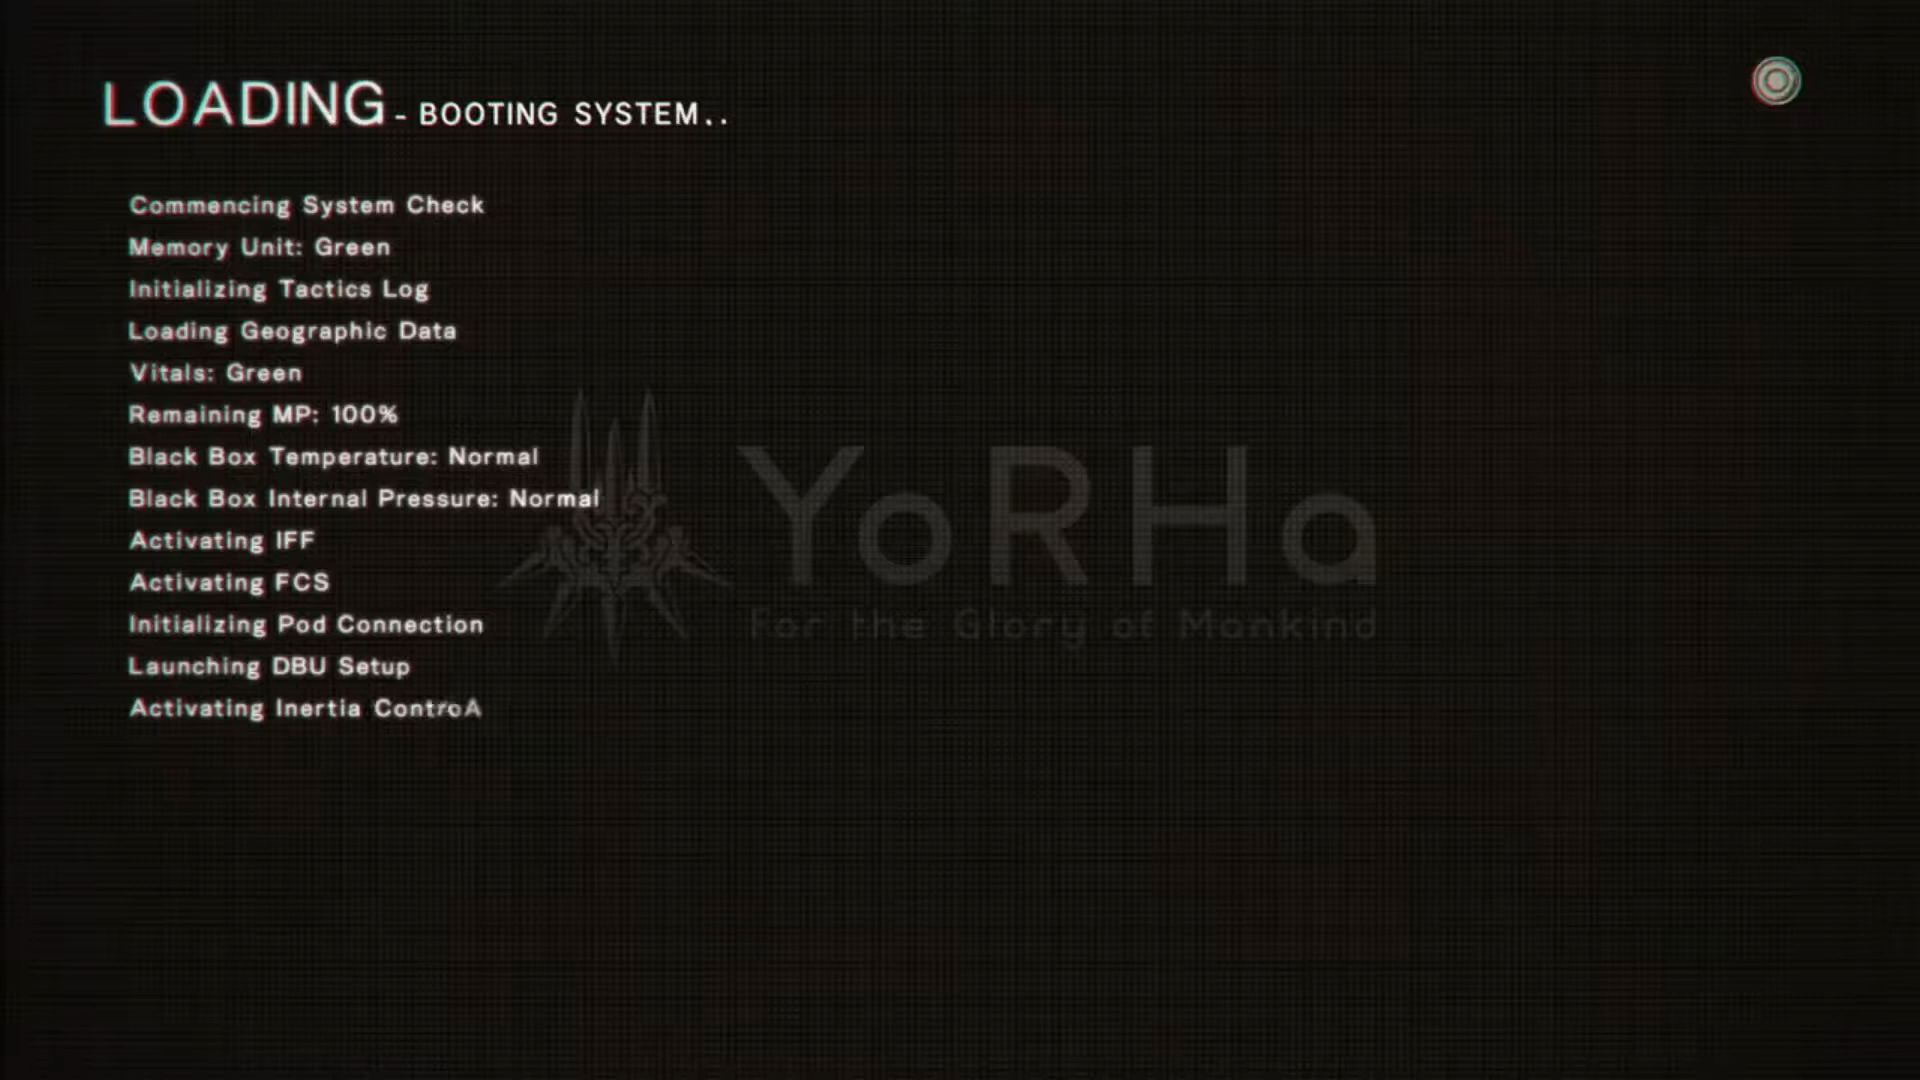 LOADING - BOOTING SYSTEM..
Commencing System Check
Memory Unit: Green
Initializing Tactics Log
Loading Geographic Data
Vitals: Green
Remaining MP: 100%
Black Box Temperature: Normal
Black Box Internal Pressure: Normal
Activating IFF
Activating FCS
Initializing Pod Connection
Launching DBU Setup
Activating Inertia ControA
YoRHa
For the Glory of Mankind